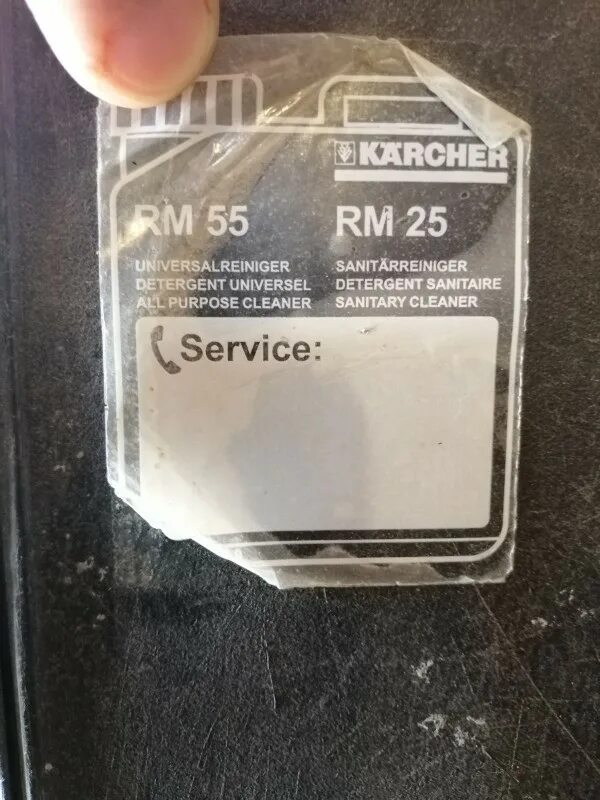 KÄRCHER
RM 55
UNIVERSALREINIGER
DETERGENT UNIVERSEL
ALL PURPOSE CLEANER
RM 25
SANITÄRREINIGER
DETERGENT SANITAIRE
SANITARY CLEANER
Service: